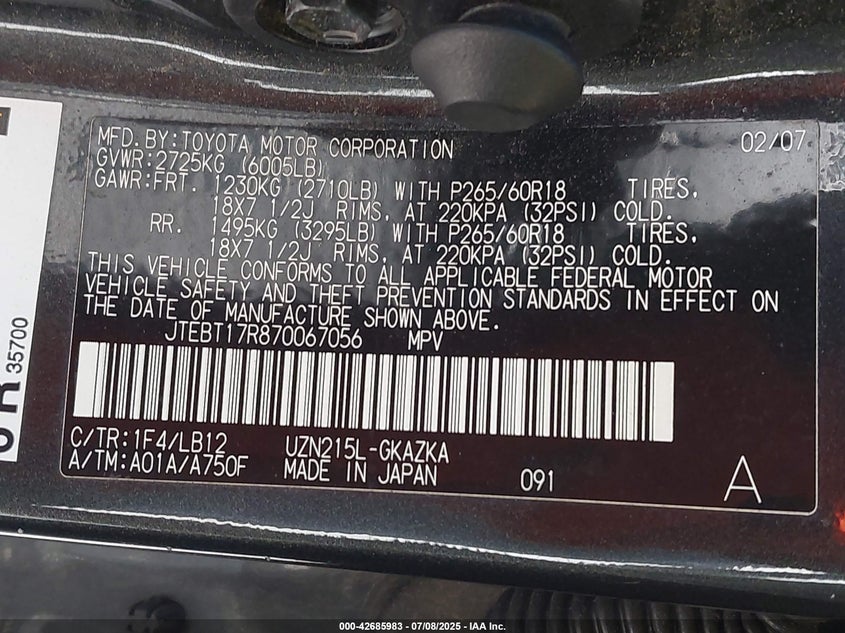 MFD.BY:TOYOTA MOTOR CORPORATION 02/07
GVWR:2725KG (6005LB)
GAWR:FRT. 1230KG (2710LB) WITH P265/60R18 TIRES,
18X7 1/2J RIMS, AT 220KPA (32PSI) COLD.
RR. 1495KG (3295LB) WITH P265/60R18 TIRES,
18X7 1/2J RIMS, AT 220KPA (32PSI) COLD.
THIS VEHICLE CONFORMS TO ALL APPLICABLE FEDERAL MOTOR
VEHICLE SAFETY AND THEFT PREVENTION STANDARDS IN EFFECT ON
THE DATE OF MANUFACTURE SHOWN ABOVE.
JTEBT17R870067056 MPV
C/TR:1F4/LB12 UZN215L-GKAZKA
A/TM:A01A/A750F MADE IN JAPAN 091 A
35700
000-42685983 - 07/08/2025 - IAA Inc.